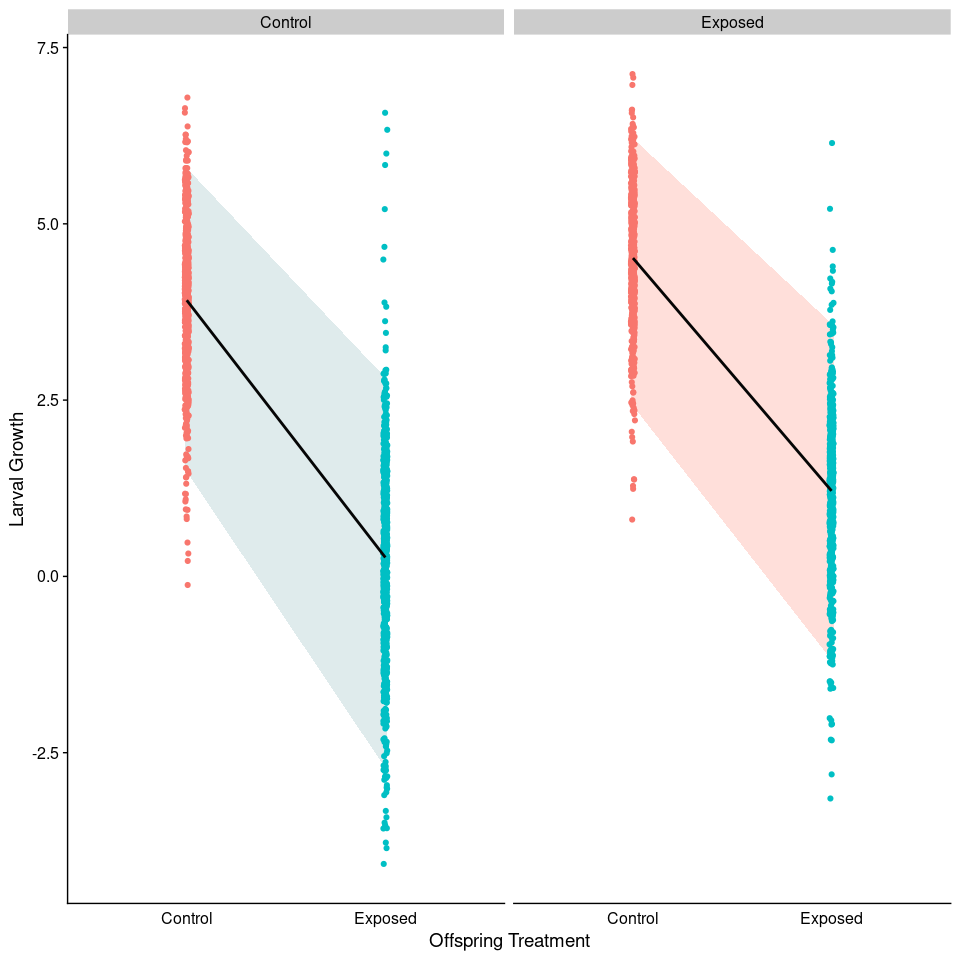 Control
Exposed
7.5
5.0
2.5
0.0
-2.5
Larval Growth
Control
Exposed
Control
Exposed
Offspring Treatment